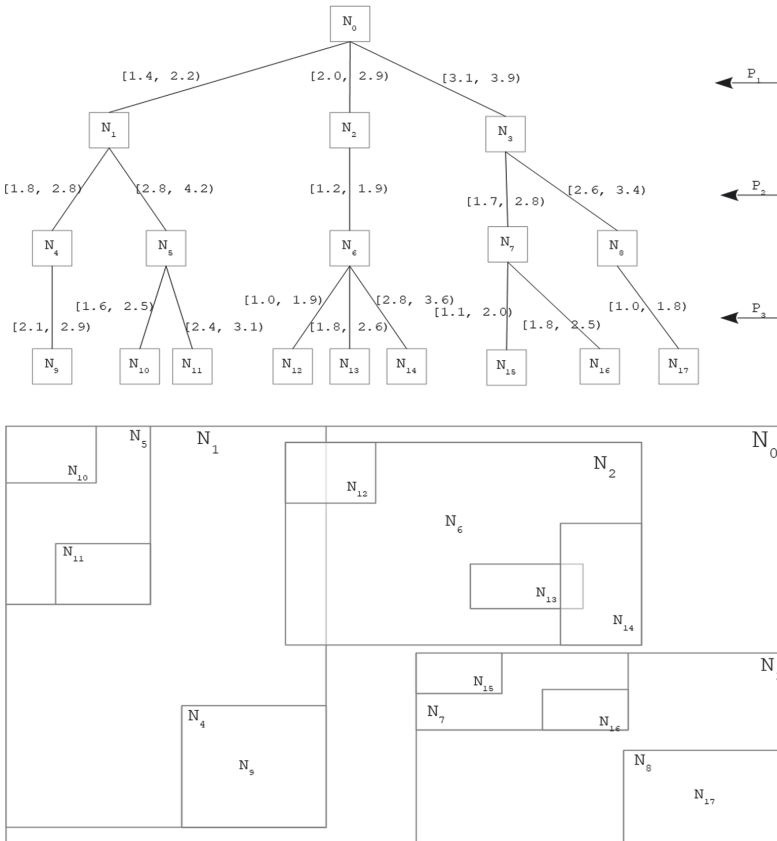 N0
[1.4, 2.2) [2.0, 2.9) [3.1, 3.9) P1
N1 N2 N3
[1.8, 2.8) [2.8, 4.2) [1.2, 1.9) [1.7, 2.8) [2.6, 3.4) P2
N4 N5 N6 N7 N8
[2.1, 2.9) [1.6, 2.5) [2.4, 3.1) [1.0, 1.9) [1.8, 2.6) [2.8, 3.6) [1.1, 2.0) [1.8, 2.5) [1.0, 1.8) P3
N9 N10 N11 N12 N13 N14 N15 N16 N17
N5 N1 N0
N10 N12 N2
N6
N11
N13
N14
N15 N
N4 N7 N16
N9 N8
N17